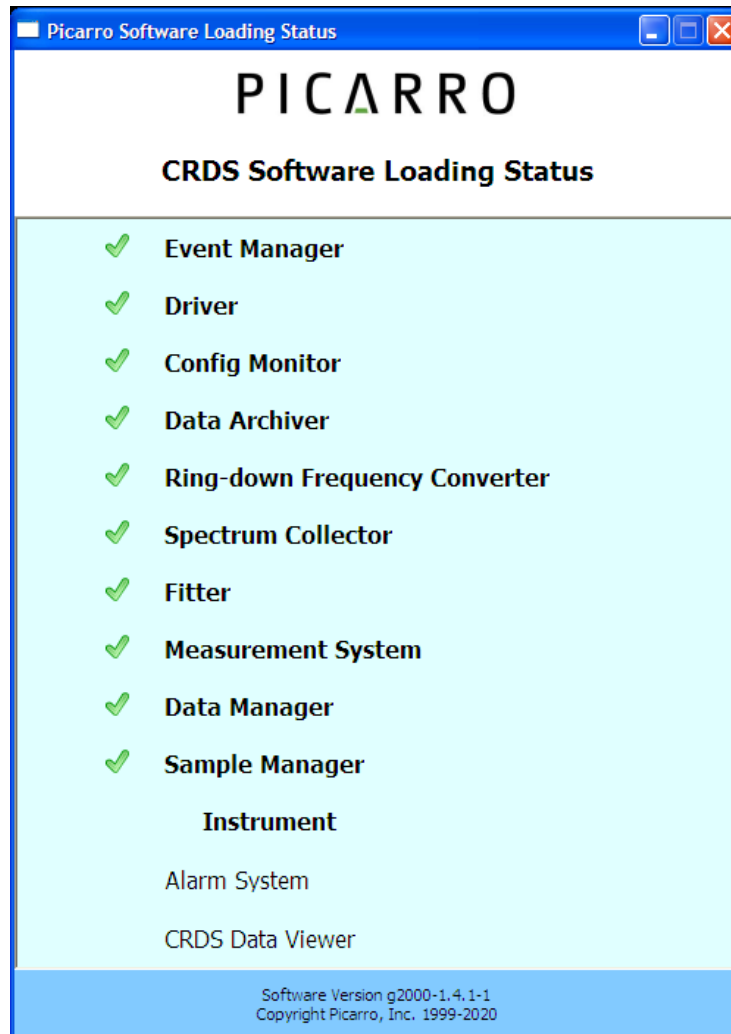 Picarro Software Loading Status
PICARRO
CRDS Software Loading Status
Event Manager
Driver
Config Monitor
Data Archiver
Ring-down Frequency Converter
Spectrum Collector
Fitter
Measurement System
Data Manager
Sample Manager
Instrument
Alarm System
CRDS Data Viewer
Software Version g2000-1.4.1-1
Copyright Picarro, Inc. 1999-2020